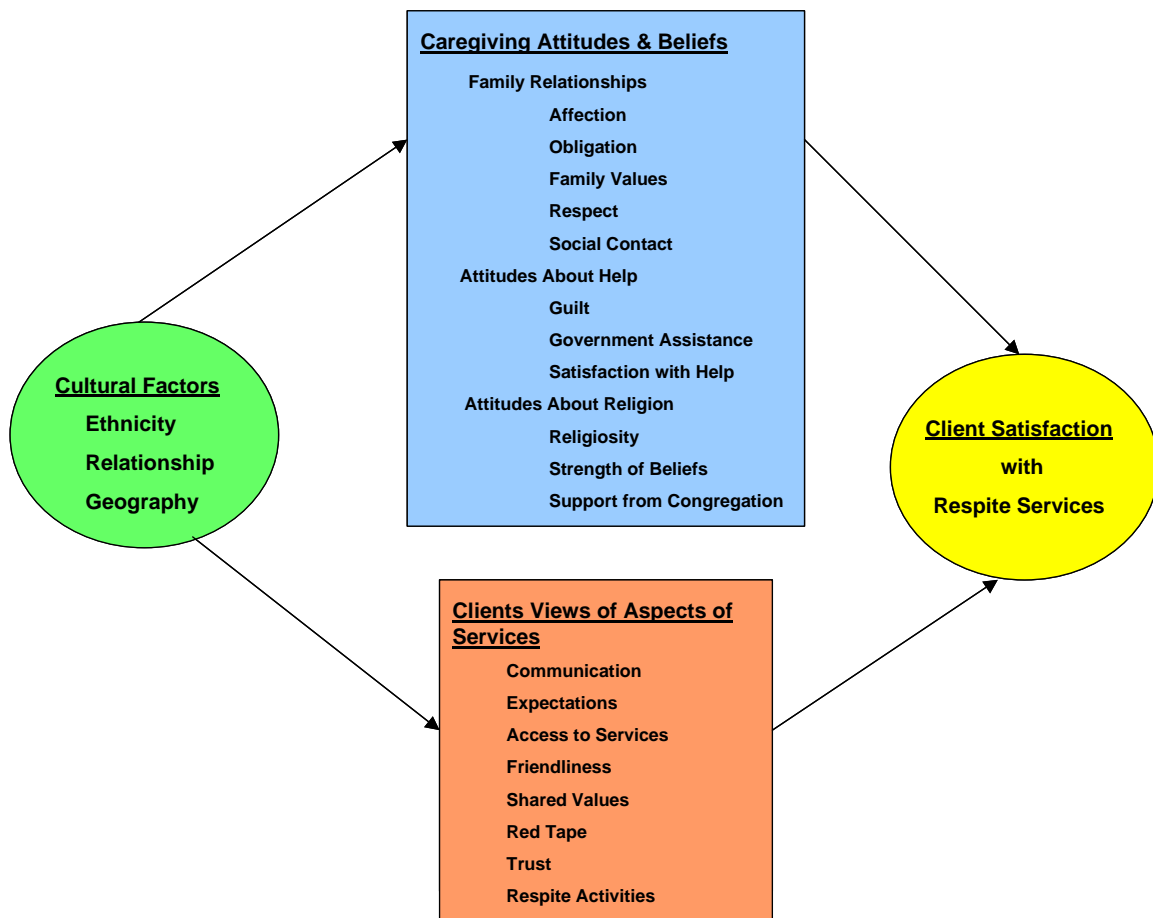 Caregiving Attitudes & Beliefs
Family Relationships
Affection
Obligation
Family Values
Respect
Social Contact
Attitudes About Help
Guilt
Government Assistance
Satisfaction with Help
Attitudes About Religion
Religiosity
Strength of Beliefs
Support from Congregation
Cultural Factors
Ethnicity
Relationship
Geography
Client Satisfaction
with
Respite Services
Clients Views of Aspects of
Services
Communication
Expectations
Access to Services
Friendliness
Shared Values
Red Tape
Trust
Respite Activities